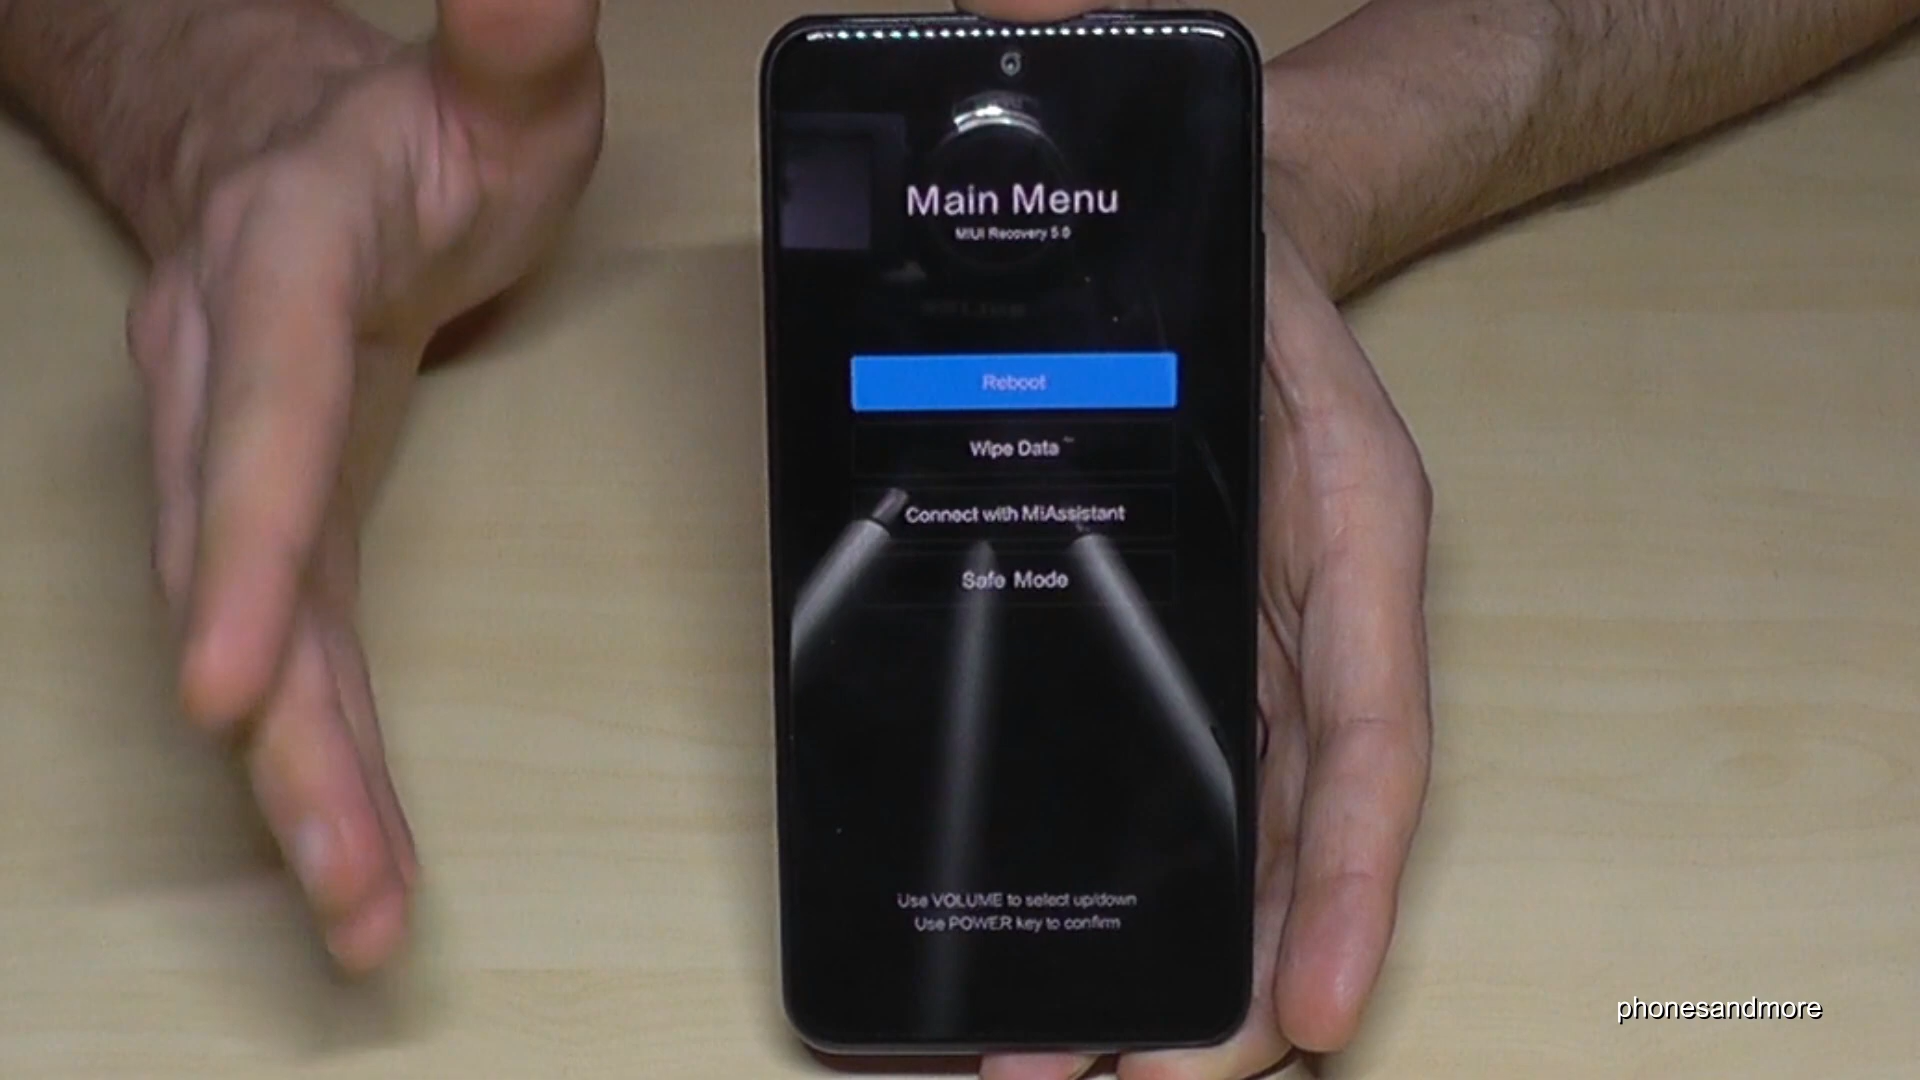 Main Menu
MIUI Recovery 5.0
Reboot
Wipe Data
Connect with MiAssistant
Safe Mode
Use VOLUME to select up/down
Use POWER key to confirm
phonesandmore